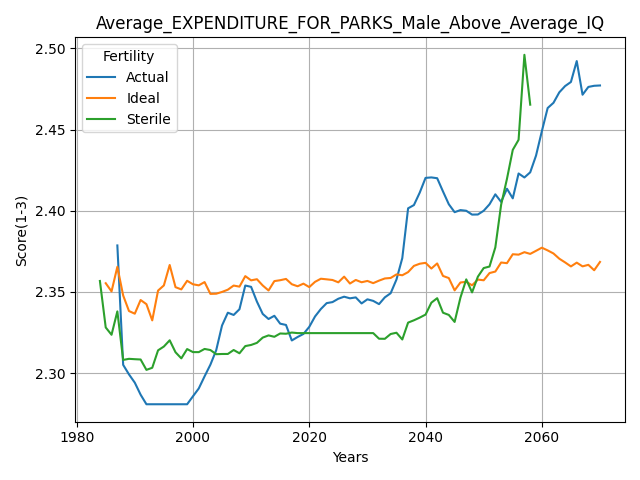 Average_EXPENDITURE_FOR_PARKS_Male_Above_Average_IQ
Fertility
Actual
Ideal
Sterile
Score(1-3)
2.50
2.45
2.40
2.35
2.30
1980
2000
2020
2040
2060
Years